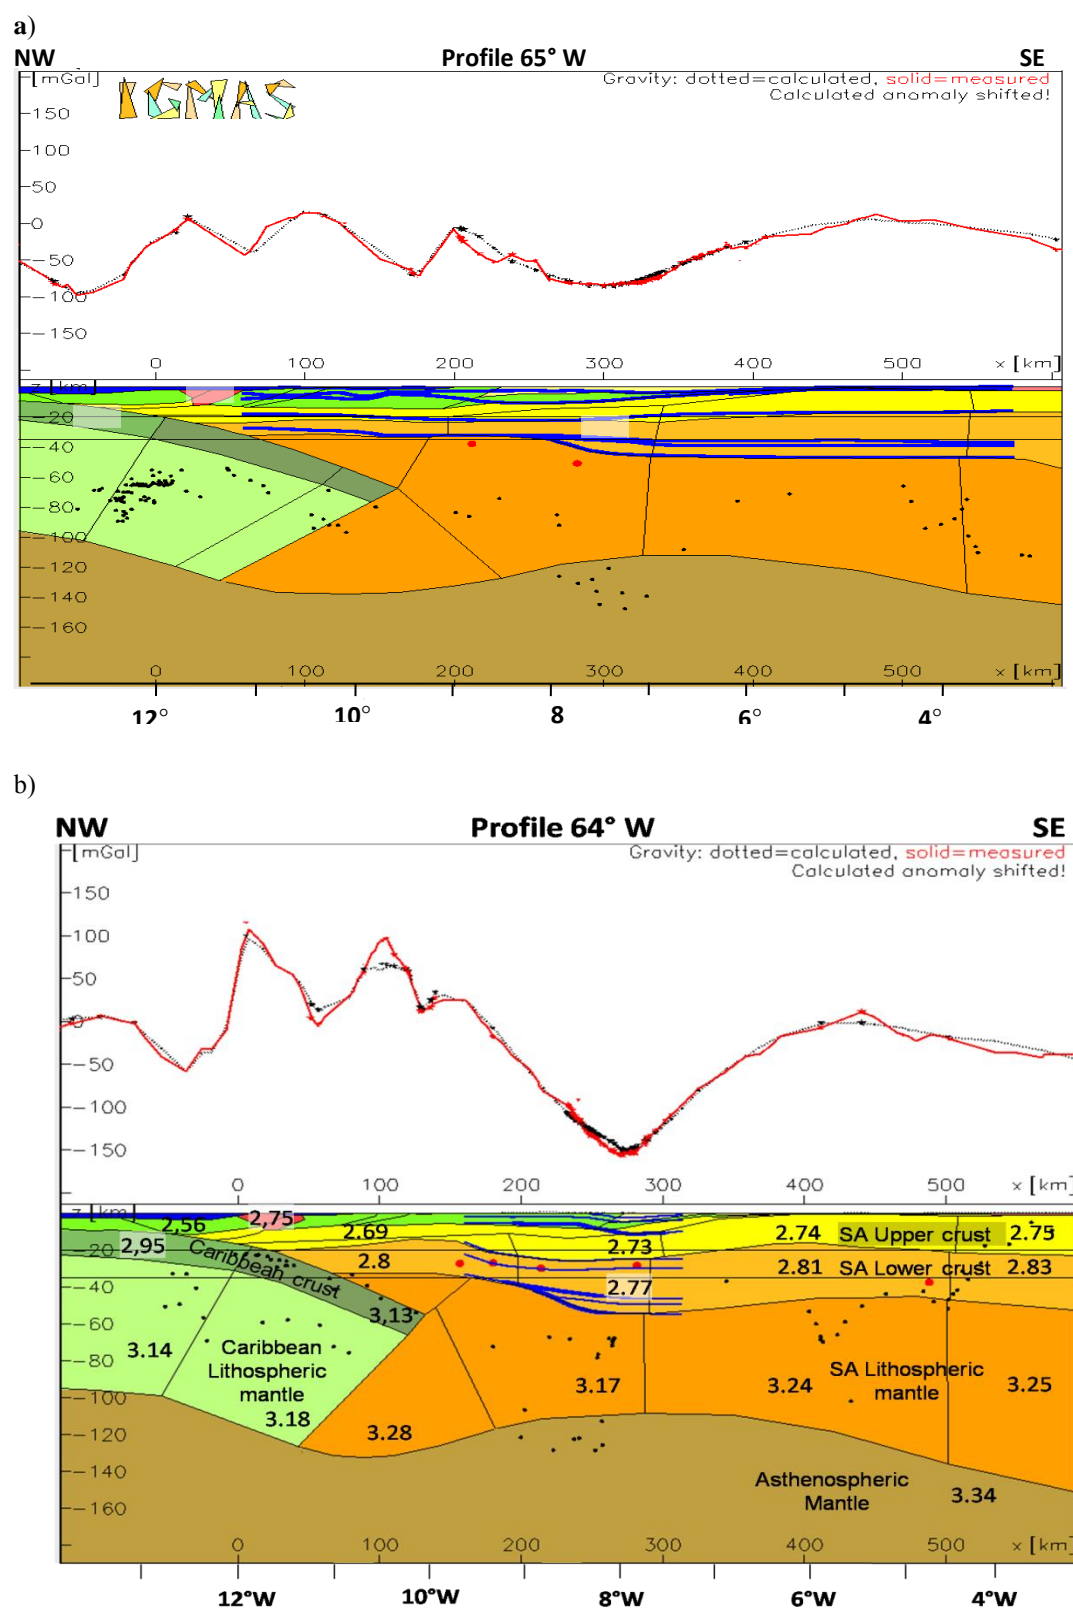 a)
NW Profile 65° W SE
[mGal] IGMAS Gravity: dotted=calculated, solid=measured
Calculated anomaly shifted!
150
100
50
0
−50
−100
−150
0 100 200 300 400 500 x [km]
z [km]
−20
−40
−60
−80
−100
−120
−140
−160
0 100 200 300 400 500 x [km]
12° 10° 8 6° 4°
b)
NW Profile 64° W SE
[mGal] Gravity: dotted=calculated, solid=measured
Calculated anomaly shifted!
150
100
50
0
−50
−100
−150
0 100 200 300 400 500 x [km]
z [km]
2,56 2,75 2.69 2.74 SA Upper crust 2.75
2,95 2.73
−20
Caribbean crust 2.8 2.81 SA Lower crust 2.83
−40
2.77
3,13
−60
3.14 Caribbean
Lithospheric
mantle
−80
SA Lithospheric
mantle
3.17 3.24 3.25
−100
3.18 3.28
−120
−140
Asthenospheric
Mantle 3.34
−160
0 100 200 300 400 500 x [km]
12°W 10°W 8°W 6°W 4°W